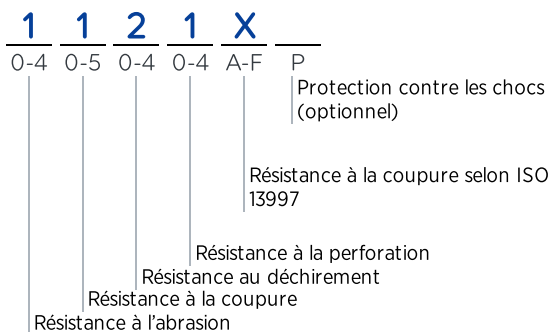 1 1 2 1 X
0-4 0-5 0-4 0-4 A-F P
Protection contre les chocs
(optionnel)
Résistance à la coupure selon ISO
13997
Résistance à la perforation
Résistance au déchirement
Résistance à la coupure
Résistance à l'abrasion